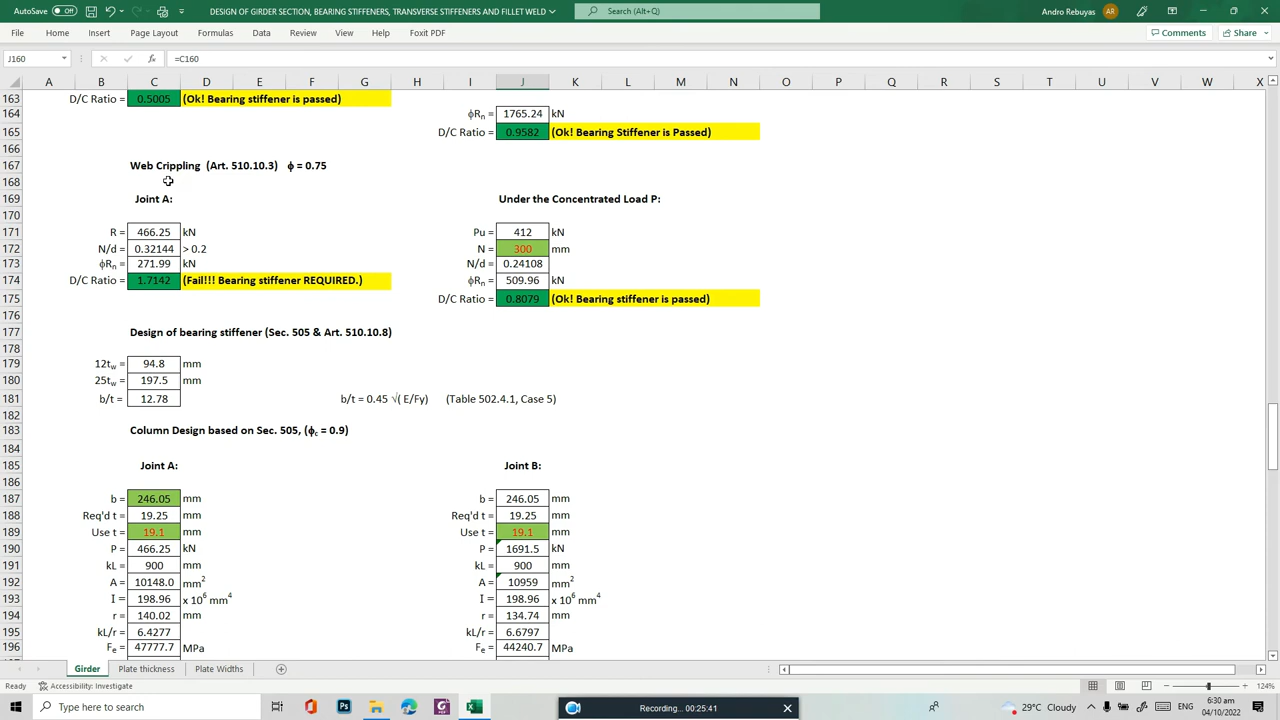 AutoSave Off DESIGN OF GIRDER SECTION, BEARING STIFFENERS, TRANSVERSE STIFFENERS AND FILLET WELD Search (Alt+Q) Andro Rebuyas AR
File Home Insert Page Layout Formulas Data Review View Help Foxit PDF Comments Share
J160 fx =C160
A B C D E F G H I J K L M N O P Q R S T U V W X
163 D/C Ratio = 0.5005 (Ok! Bearing stiffener is passed)
164 ϕRn = 1765.24 kN
165 D/C Ratio = 0.9582 (Ok! Bearing Stiffener is Passed)
166
167 Web Crippling (Art. 510.10.3) ϕ = 0.75
168
169 Joint A: Under the Concentrated Load P:
170
171 R = 466.25 kN Pu = 412 kN
172 N/d = 0.32144 > 0.2 N = 300 mm
173 ϕRn = 271.99 kN N/d = 0.24108
174 D/C Ratio = 1.7142 (Fail!!! Bearing stiffener REQUIRED.) ϕRn = 509.96 kN
175 D/C Ratio = 0.8079 (Ok! Bearing stiffener is passed)
176
177 Design of bearing stiffener (Sec. 505 & Art. 510.10.8)
178
179 12tw = 94.8 mm
180 25tw = 197.5 mm
181 b/t = 12.78 b/t = 0.45 √( E/Fy) (Table 502.4.1, Case 5)
182
183 Column Design based on Sec. 505, (ϕc = 0.9)
184
185 Joint A: Joint B:
186
187 b = 246.05 mm b = 246.05 mm
188 Req'd t = 19.25 mm Req'd t = 19.25 mm
189 Use t = 19.1 mm Use t = 19.1 mm
190 P = 466.25 kN P = 1691.5 kN
191 kL = 900 mm kL = 900 mm
192 A = 10148.0 mm2 A = 10959 mm2
193 I = 198.96 x 106 mm4 I = 198.96 x 106 mm4
194 r = 140.02 mm r = 134.74 mm
195 kL/r = 6.4277 kL/r = 6.6797
196 Fe = 47777.7 MPa Fe = 44240.7 MPa
Girder Plate thickness Plate Widths
Ready Accessibility: Investigate 124%
Type here to search Ps Recording... 00:25:41 29°C Cloudy ENG 6:30 am
04/10/2022